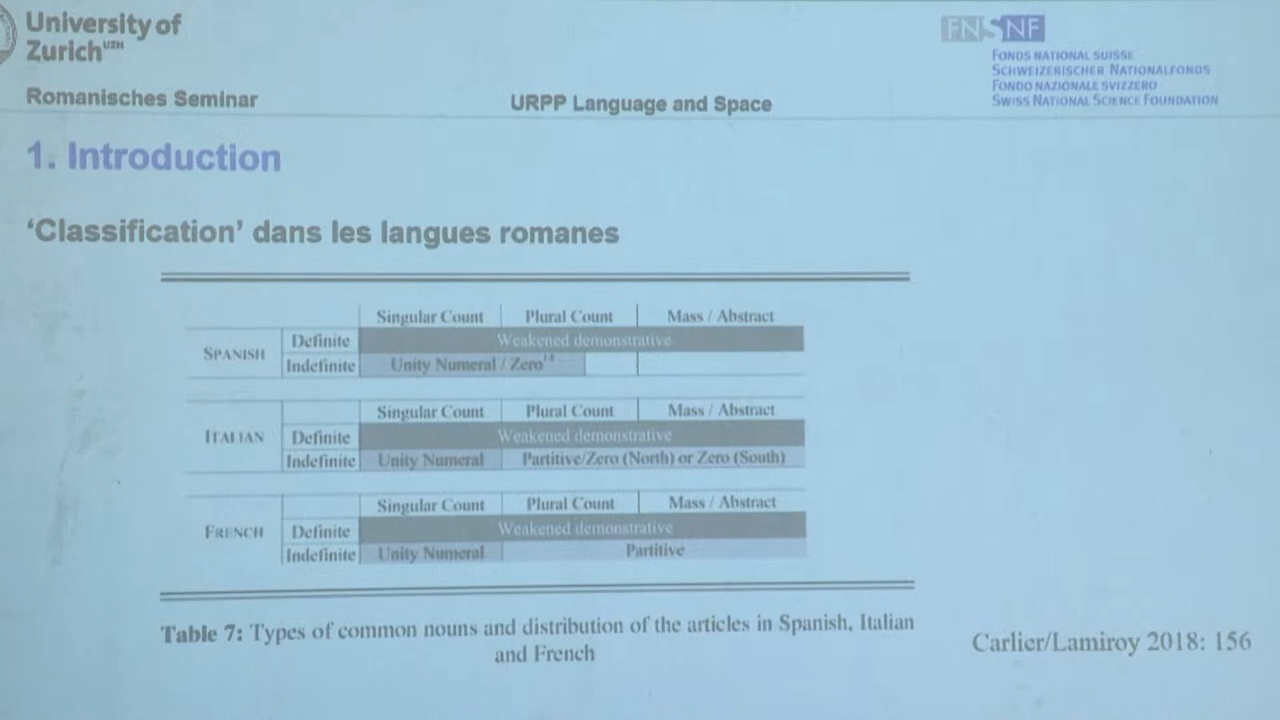 University of
Zurich UZH
FNSNF
FONDS NATIONAL SUISSE
SCHWEIZERISCHER NATIONALFONDS
FONDO NAZIONALE SVIZZERO
SWISS NATIONAL SCIENCE FOUNDATION
Romanisches Seminar
URPP Language and Space
1. Introduction
‘Classification’ dans les langues romanes
Singular Count Plural Count Mass / Abstract
SPANISH
Definite Weakened demonstrative
Indefinite Unity Numeral / Zero14
Singular Count Plural Count Mass / Abstract
ITALIAN
Definite Weakened demonstrative
Indefinite Unity Numeral Partitive/Zero (North) or Zero (South)
Singular Count Plural Count Mass / Abstract
FRENCH
Definite Weakened demonstrative
Indefinite Unity Numeral Partitive
Table 7: Types of common nouns and distribution of the articles in Spanish, Italian
and French
Carlier/Lamiroy 2018: 156